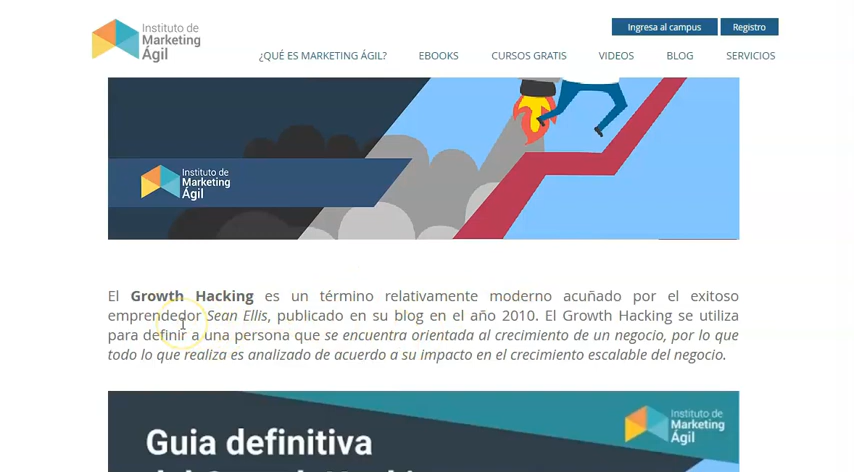 Instituto de
Marketing
Ágil
Ingresa al campus
Registro
¿QUÉ ES MARKETING ÁGIL?
EBOOKS
CURSOS GRATIS
VIDEOS
BLOG
SERVICIOS
Instituto de
Marketing
Ágil
El Growth Hacking es un término relativamente moderno acuñado por el exitoso
emprendedor Sean Ellis, publicado en su blog en el año 2010. El Growth Hacking se utiliza
para definir a una persona que se encuentra orientada al crecimiento de un negocio, por lo que
todo lo que realiza es analizado de acuerdo a su impacto en el crecimiento escalable del negocio.
Instituto de
Marketing
Ágil
Guia definitiva